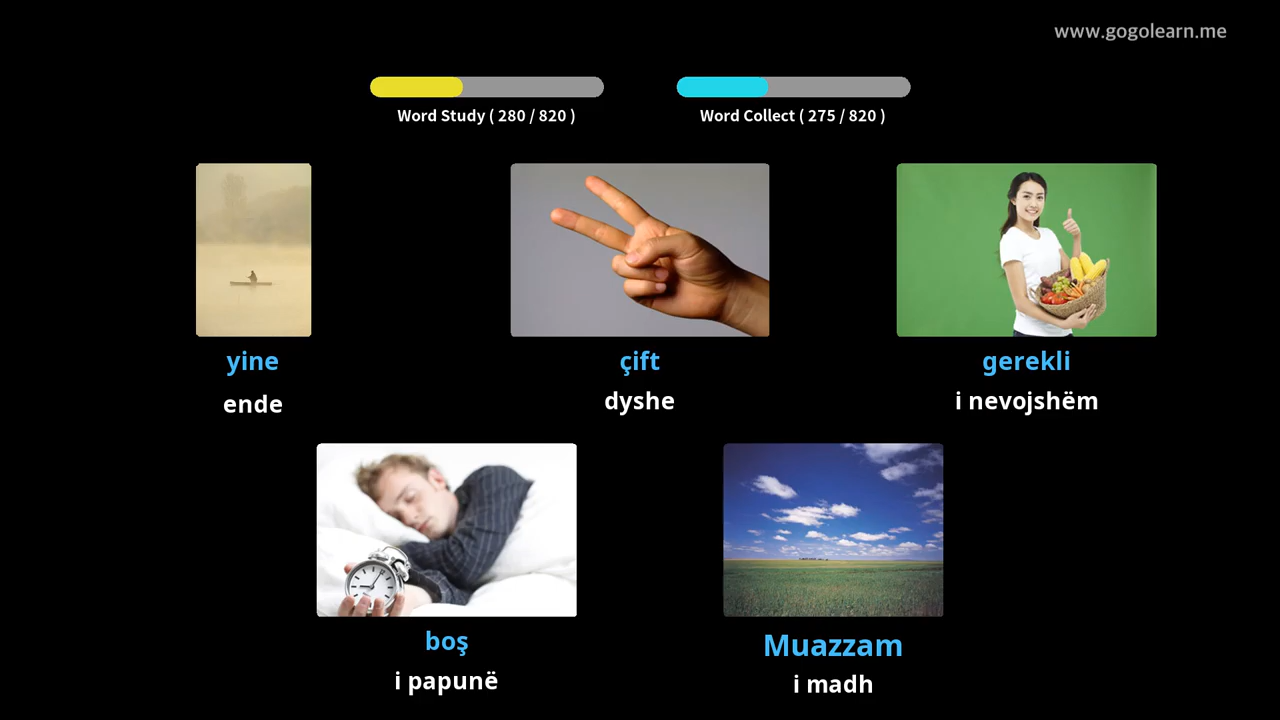 www.gogolearn.me
Word Study ( 280 / 820 )
Word Collect ( 275 / 820 )
yine
ende
çift
dyshe
gerekli
i nevojshëm
boş
i papunë
Muazzam
i madh